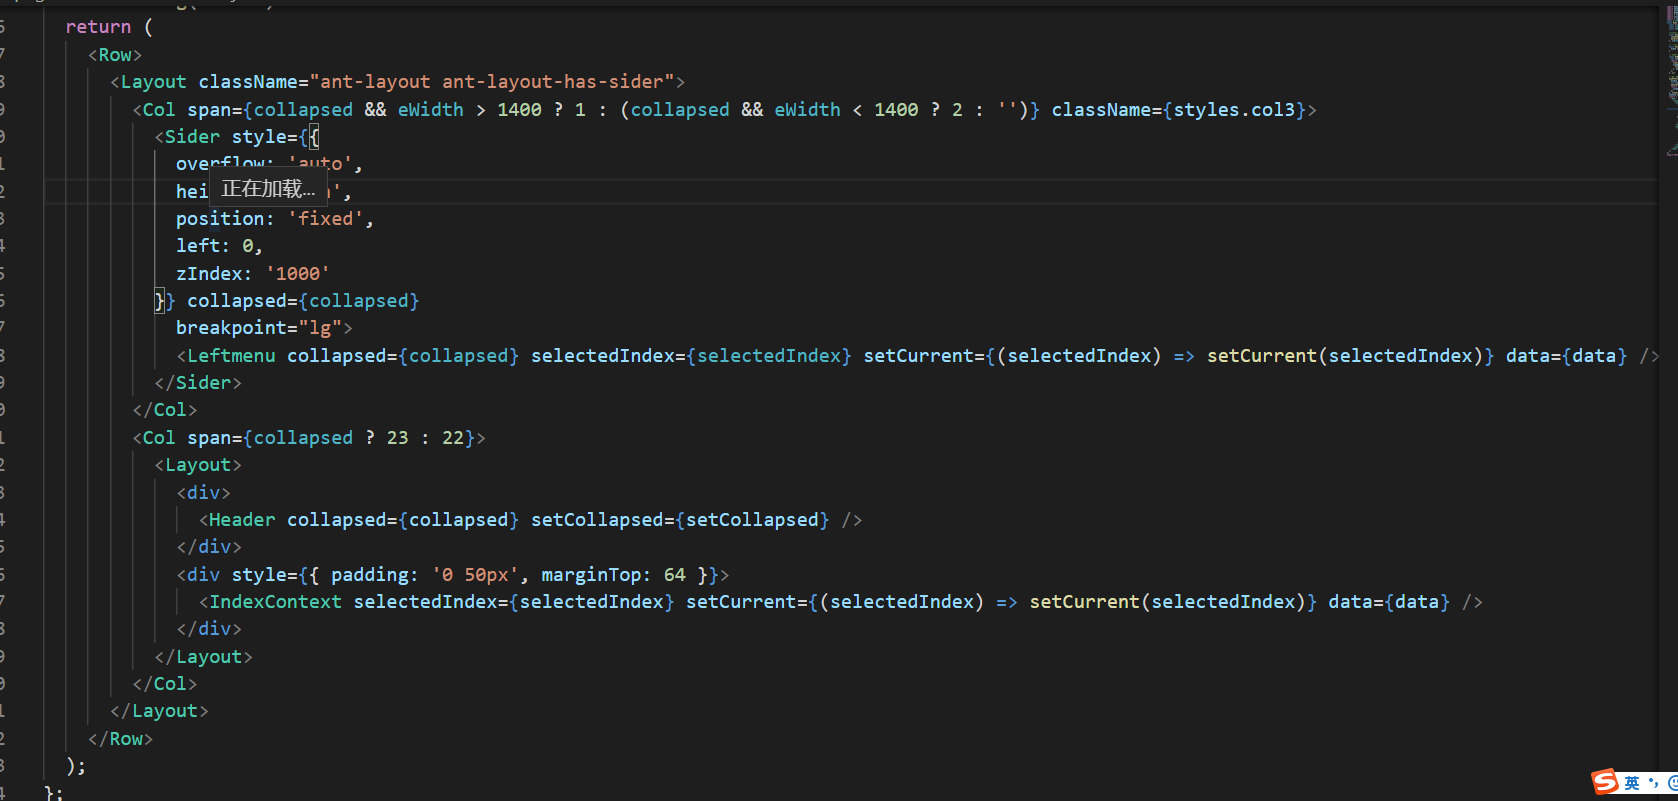 return (
<Row>
<Layout className="ant-layout ant-layout-has-sider">
<Col span={collapsed && eWidth > 1400 ? 1 : (collapsed && eWidth < 1400 ? 2 : '')} className={styles.col3}>
<Sider style={{
overflow: 'auto',
hei
正在加载...
',
position: 'fixed',
left: 0,
zIndex: '1000'
}} collapsed={collapsed}
breakpoint="lg">
<Leftmenu collapsed={collapsed} selectedIndex={selectedIndex} setCurrent={(selectedIndex) => setCurrent(selectedIndex)} data={data} />
</Sider>
</Col>
<Col span={collapsed ? 23 : 22}>
<Layout>
<div>
<Header collapsed={collapsed} setCollapsed={setCollapsed} />
</div>
<div style={{ padding: '0 50px', marginTop: 64 }}>
<IndexContext selectedIndex={selectedIndex} setCurrent={(selectedIndex) => setCurrent(selectedIndex)} data={data} />
</div>
</Layout>
</Col>
</Layout>
</Row>
);
};
英